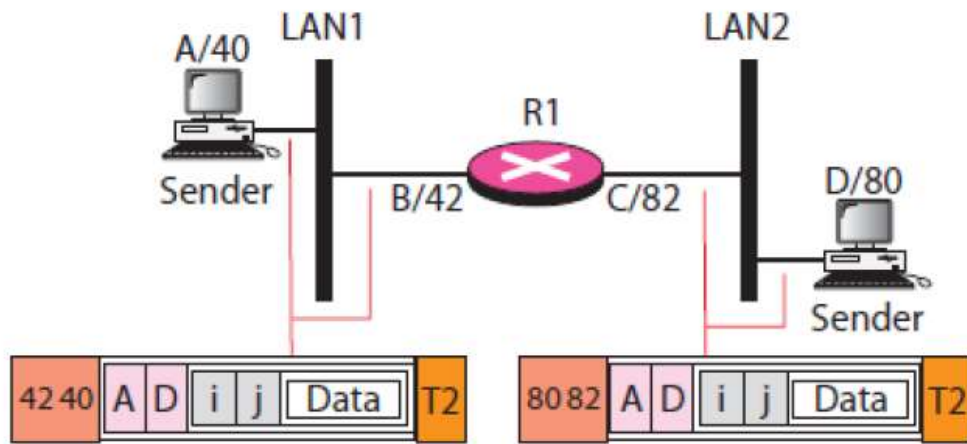 LAN1
LAN2
A/40
R1
Sender
B/42
C/82
D/80
Sender
42 40 A D i j Data T2
80 82 A D i j Data T2